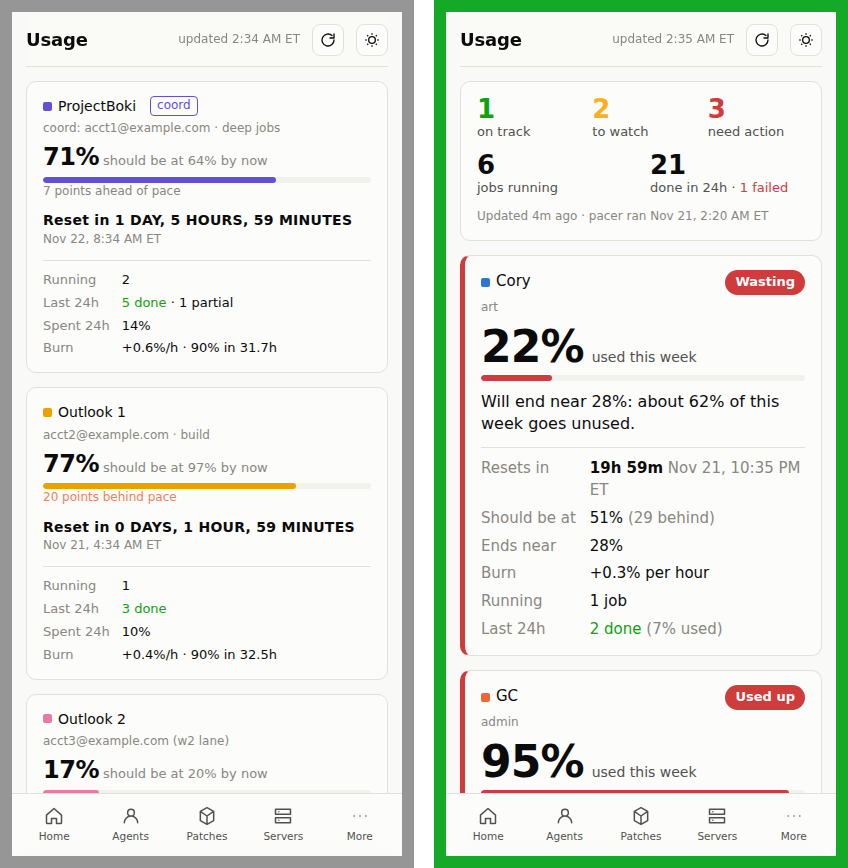 Usage
updated 2:34 AM ET
ProjectBoki
coord
coord: acct1@example.com · deep jobs
71% should be at 64% by now
7 points ahead of pace
Reset in 1 DAY, 5 HOURS, 59 MINUTES
Nov 22, 8:34 AM ET
Running 2
Last 24h 5 done · 1 partial
Spent 24h 14%
Burn +0.6%/h · 90% in 31.7h
Outlook 1
acct2@example.com · build
77% should be at 97% by now
20 points behind pace
Reset in 0 DAYS, 1 HOUR, 59 MINUTES
Nov 21, 4:34 AM ET
Running 1
Last 24h 3 done
Spent 24h 10%
Burn +0.4%/h · 90% in 32.5h
Outlook 2
acct3@example.com (w2 lane)
17% should be at 20% by now
Home Agents Patches Servers More
Usage
updated 2:35 AM ET
1 2 3
on track to watch need action
6 21
jobs running done in 24h · 1 failed
Updated 4m ago · pacer ran Nov 21, 2:20 AM ET
Cory
Wasting
art
22% used this week
Will end near 28%: about 62% of this
week goes unused.
Resets in 19h 59m Nov 21, 10:35 PM
ET
Should be at 51% (29 behind)
Ends near 28%
Burn +0.3% per hour
Running 1 job
Last 24h 2 done (7% used)
GC
Used up
admin
95% used this week
Home Agents Patches Servers More